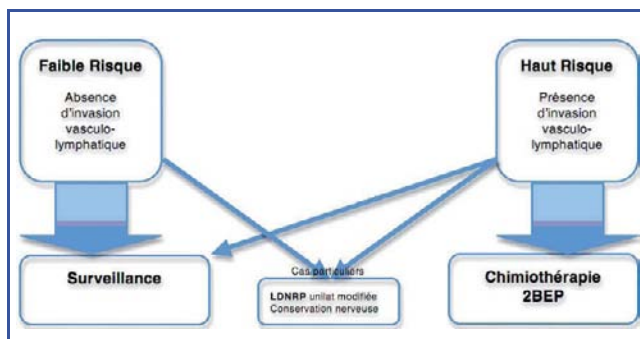 Faible Risque
Absence
d'invasion
vasculo-
lymphatique
Haut Risque
Présence
d'invasion
vasculo-
lymphatique
Surveillance
Cas particuliers
LDNRP unilat modifiée
Conservation nerveuse
Chimiothérapie
2BEP